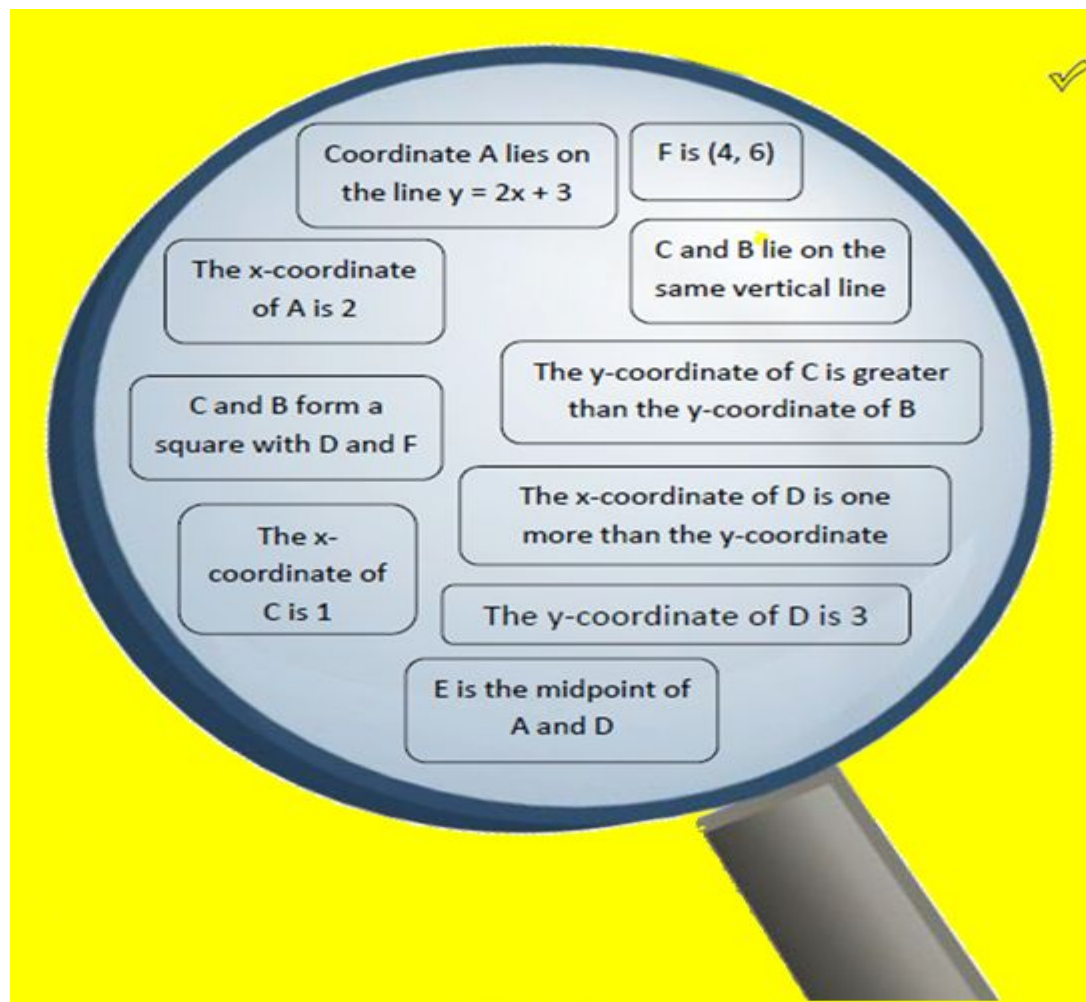 Coordinate A lies on
the line y = 2x + 3
F is (4, 6)
The x-coordinate
of A is 2
C and B lie on the
same vertical line
The y-coordinate of C is greater
than the y-coordinate of B
C and B form a
square with D and F
The x-coordinate of D is one
more than the y-coordinate
The x-
coordinate of
C is 1
The y-coordinate of D is 3
E is the midpoint of
A and D